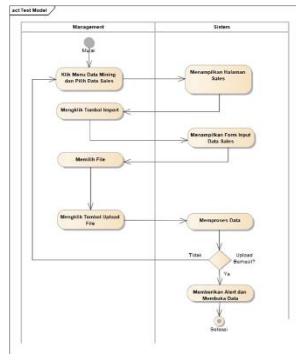 act Test Model
Management
Sistem
Mulai
Klik Menu Data Mining
dan Pilih Data Sales
Menampilkan Halaman
Sales
Mengklik Tombol Import
Menampilkan Form Input
Data Sales
Memilih File
Mengklik Tombol Upload
File
Memproses Data
Tidak
Upload
Berhasil?
Ya
Memberikan Alert dan
Membuka Data
Selesai